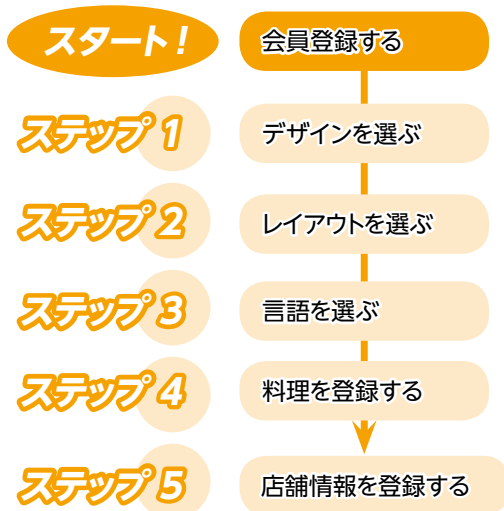 スタート！
会員登録する
ステップ 1
デザインを選ぶ
ステップ 2
レイアウトを選ぶ
ステップ 3
言語を選ぶ
ステップ 4
料理を登録する
ステップ 5
店舗情報を登録する